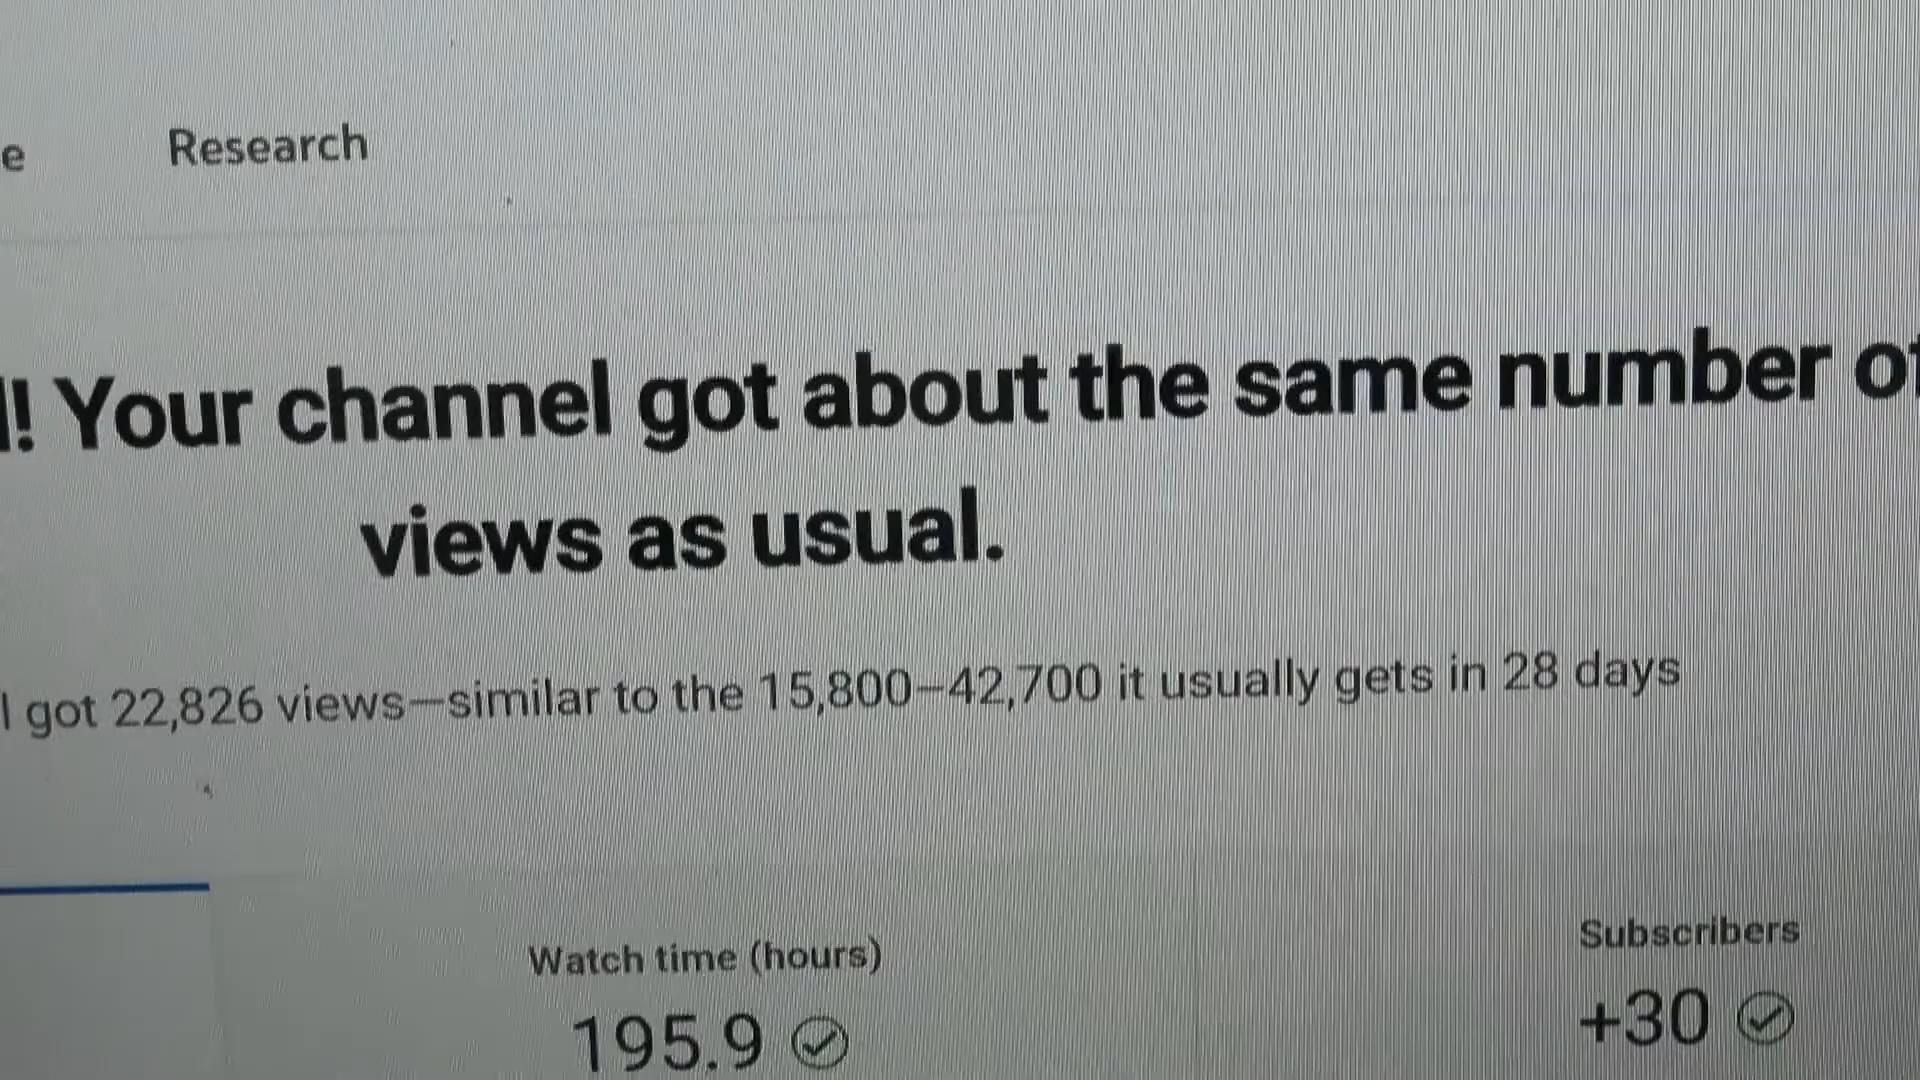 e Research
l! Your channel got about the same number of
views as usual.
l got 22,826 views—similar to the 15,800–42,700 it usually gets in 28 days
Watch time (hours) Subscribers
195.9 +30